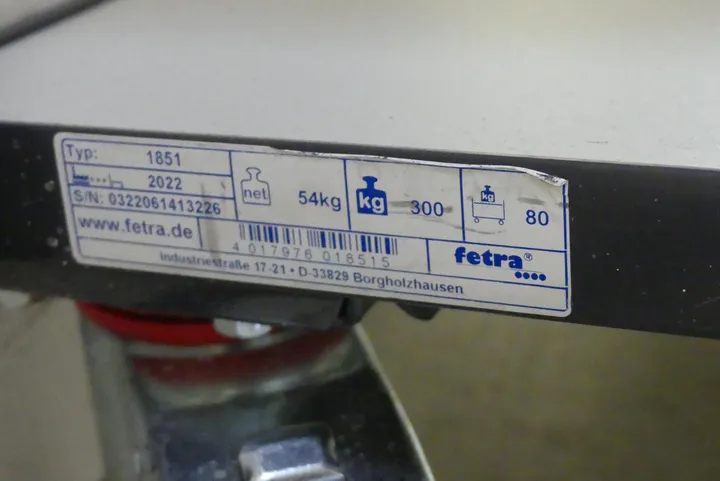 Typ: 1851
2022
S/N: 0322061413226
net 54kg
kg 300
kg 80
www.fetra.de
4 017976 018515
fetra®
Industriestraße 17-21 • D-33829 Borgholzhausen